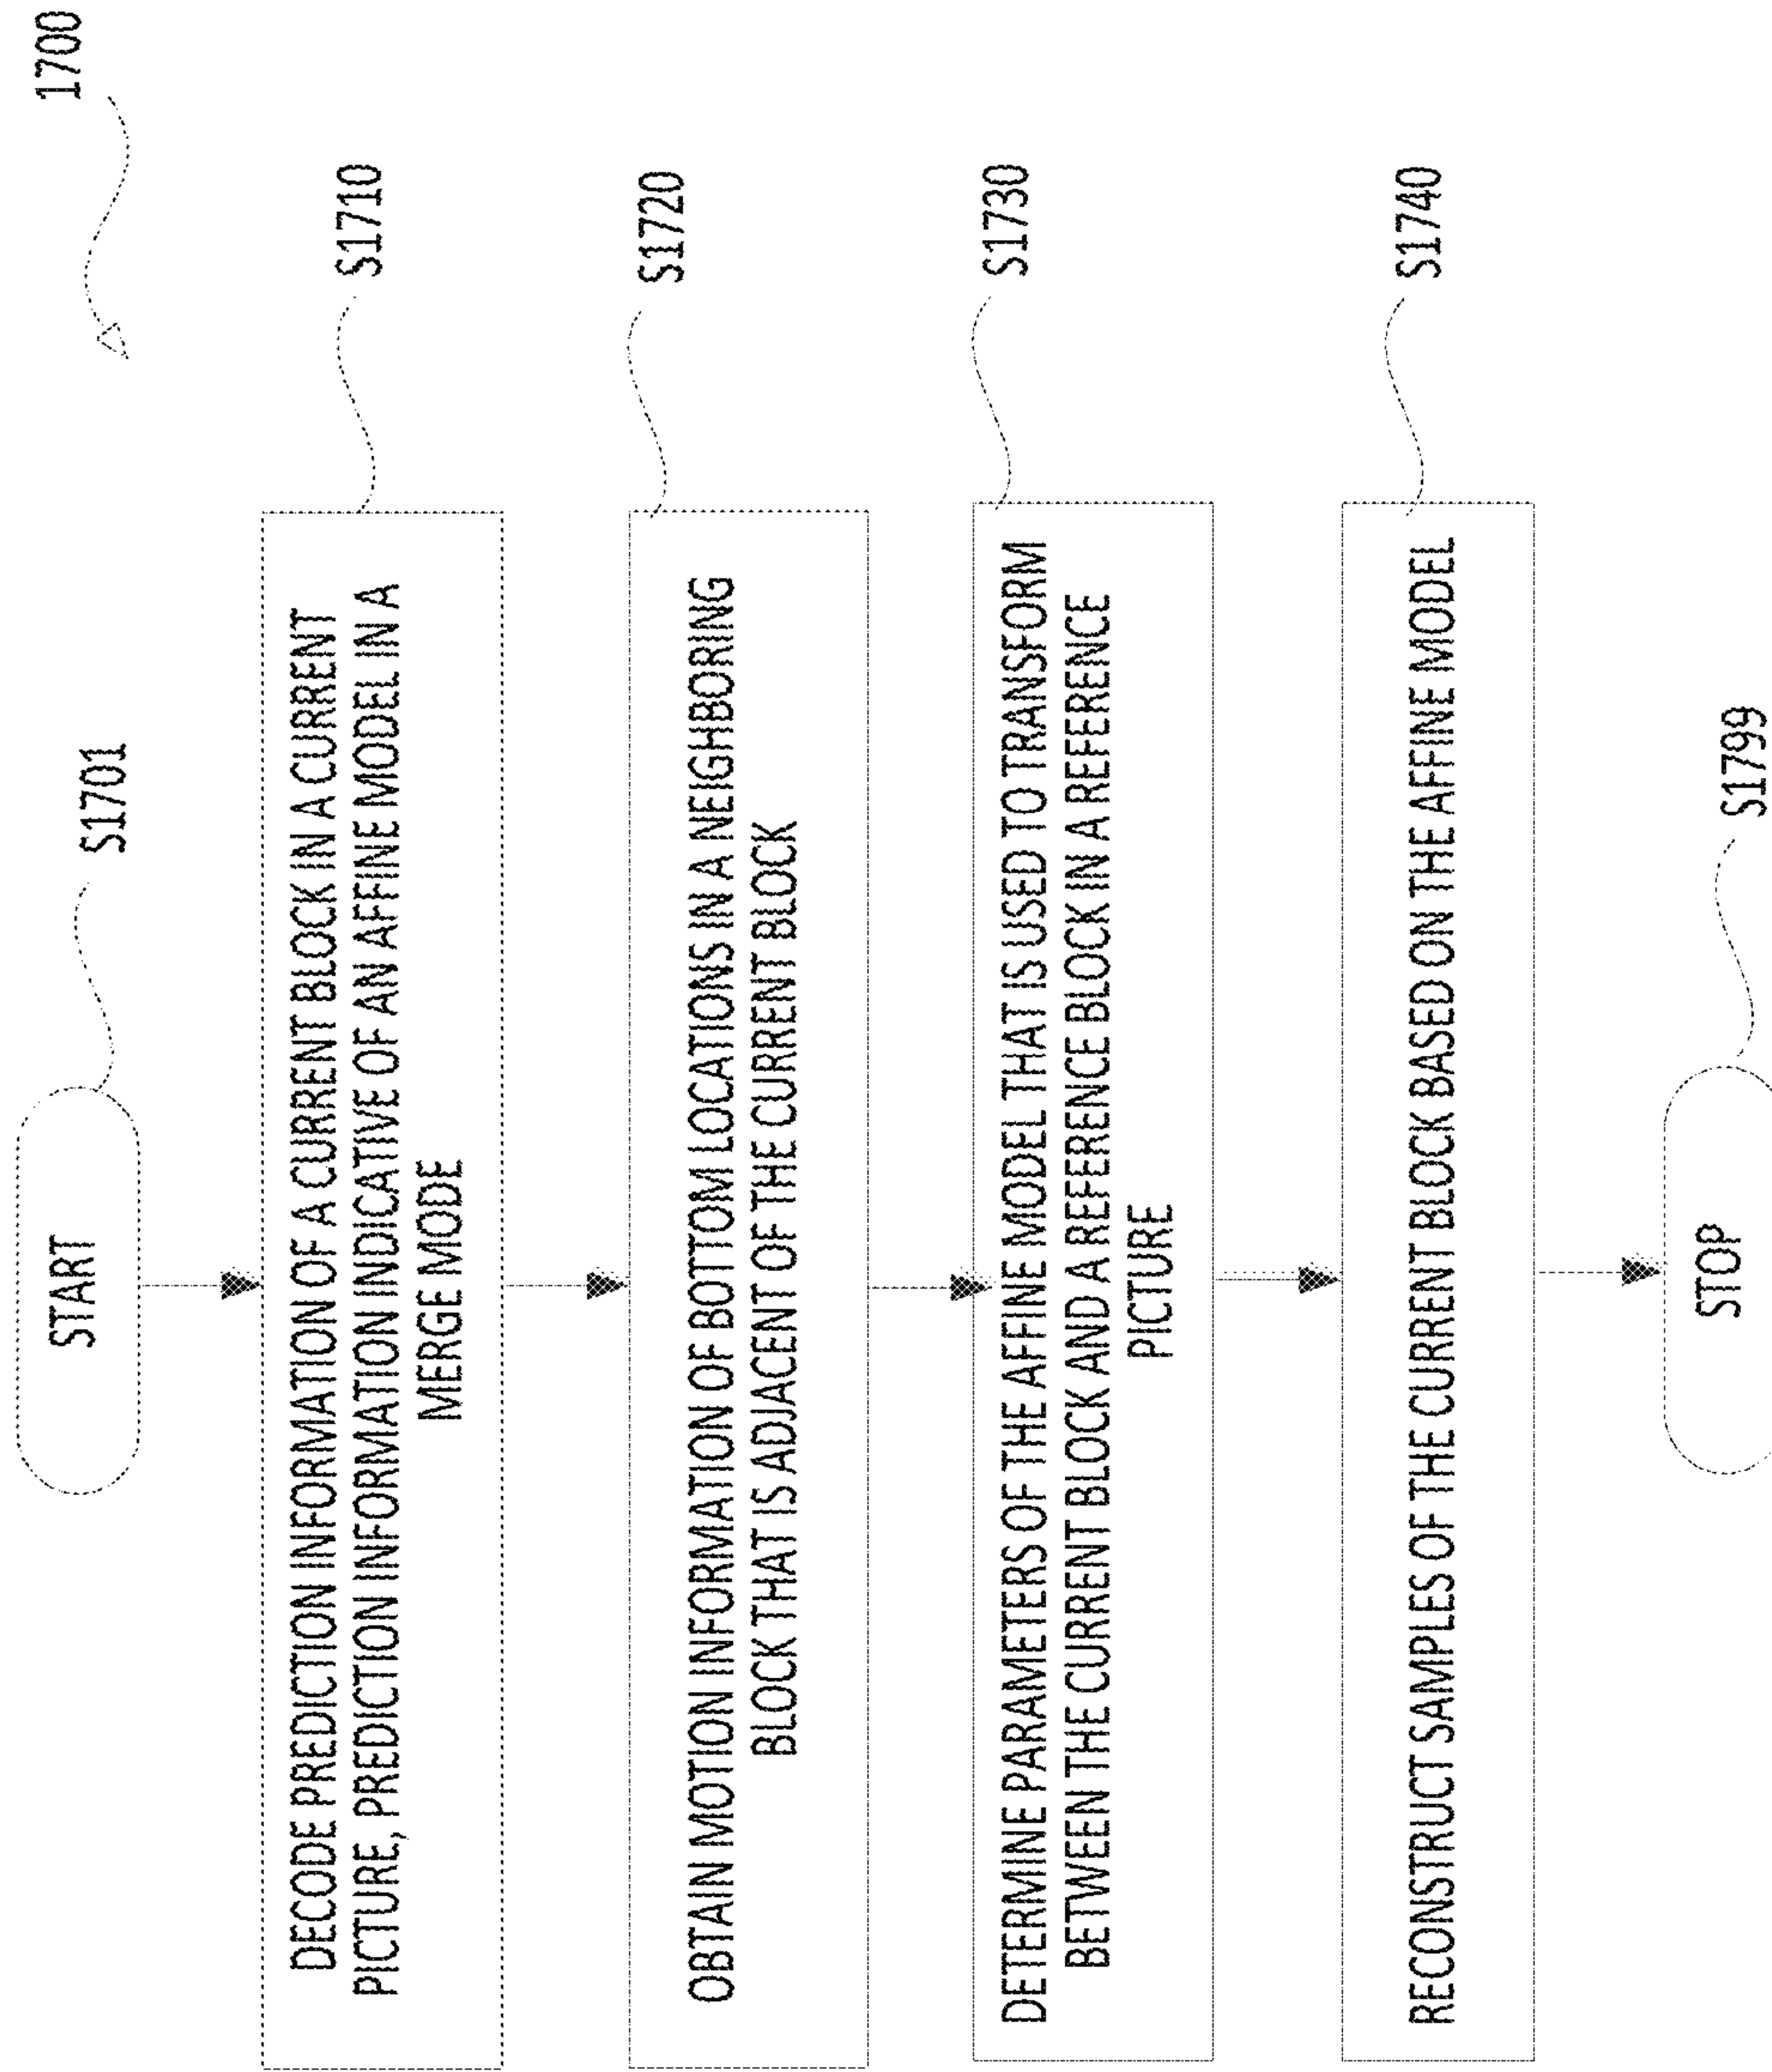 1700
START
S1701
DECODE PREDICTION INFORMATION OF A CURRENT BLOCK IN A CURRENT
PICTURE, PREDICTION INFORMATION INDICATIVE OF AN AFFINE MODEL IN A
MERGE MODE
S1710
OBTAIN MOTION INFORMATION OF BOTTOM LOCATIONS IN A NEIGHBORING
BLOCK THAT IS ADJACENT OF THE CURRENT BLOCK
S1720
DETERMINE PARAMETERS OF THE AFFINE MODEL THAT IS USED TO TRANSFORM
BETWEEN THE CURRENT BLOCK AND A REFERENCE BLOCK IN A REFERENCE
PICTURE
S1730
RECONSTRUCT SAMPLES OF THE CURRENT BLOCK BASED ON THE AFFINE MODEL
S1740
STOP
S1799